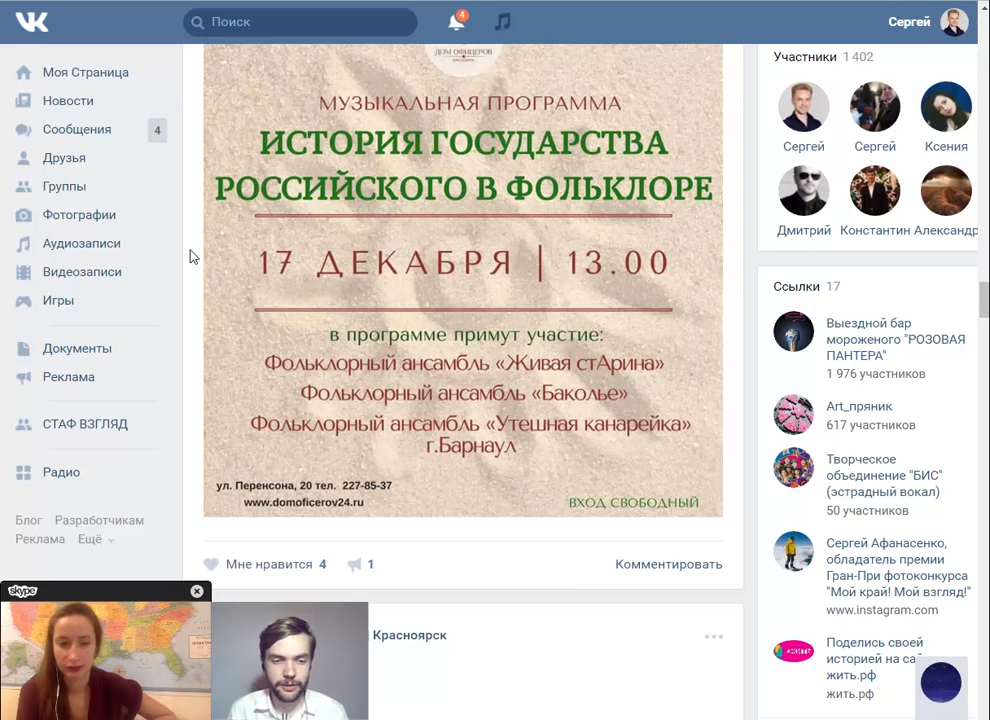 Поиск
4
Сергей
Моя Страница
Новости
Сообщения 4
Друзья
Группы
Фотографии
Аудиозаписи
Видеозаписи
Игры
Документы
Реклама
СТАФ ВЗГЛЯД
Радио
Блог Разработчикам
Реклама Ещё
ДОМ ОФИЦЕРОВ
МУЗЫКАЛЬНАЯ ПРОГРАММА
ИСТОРИЯ ГОСУДАРСТВА
РОССИЙСКОГО В ФОЛЬКЛОРЕ
17 ДЕКАБРЯ | 13.00
в программе примут участие:
Фольклорный ансамбль «Живая стАрина»
Фольклорный ансамбль «Баколье»
Фольклорный ансамбль «Утешная канарейка»
г.Барнаул
ул. Перенсона, 20 тел. 227-85-37
www.domoficerov24.ru
ВХОД СВОБОДНЫЙ
Мне нравится 4 1
Комментировать
Красноярск
skype
Участники 1 402
Сергей Сергей Ксения
Дмитрий Константин Александр
Ссылки 17
Выездной бар
мороженого "РОЗОВАЯ
ПАНТЕРА"
1 976 участников
Art_пряник
617 участников
Творческое
объединение "БИС"
(эстрадный вокал)
50 участников
Сергей Афанасенко,
обладатель премии
Гран-При фотоконкурса
"Мой край! Мой взгляд!"
www.instagram.com
Поделись своей
историей на
жить.рф
жить.рф